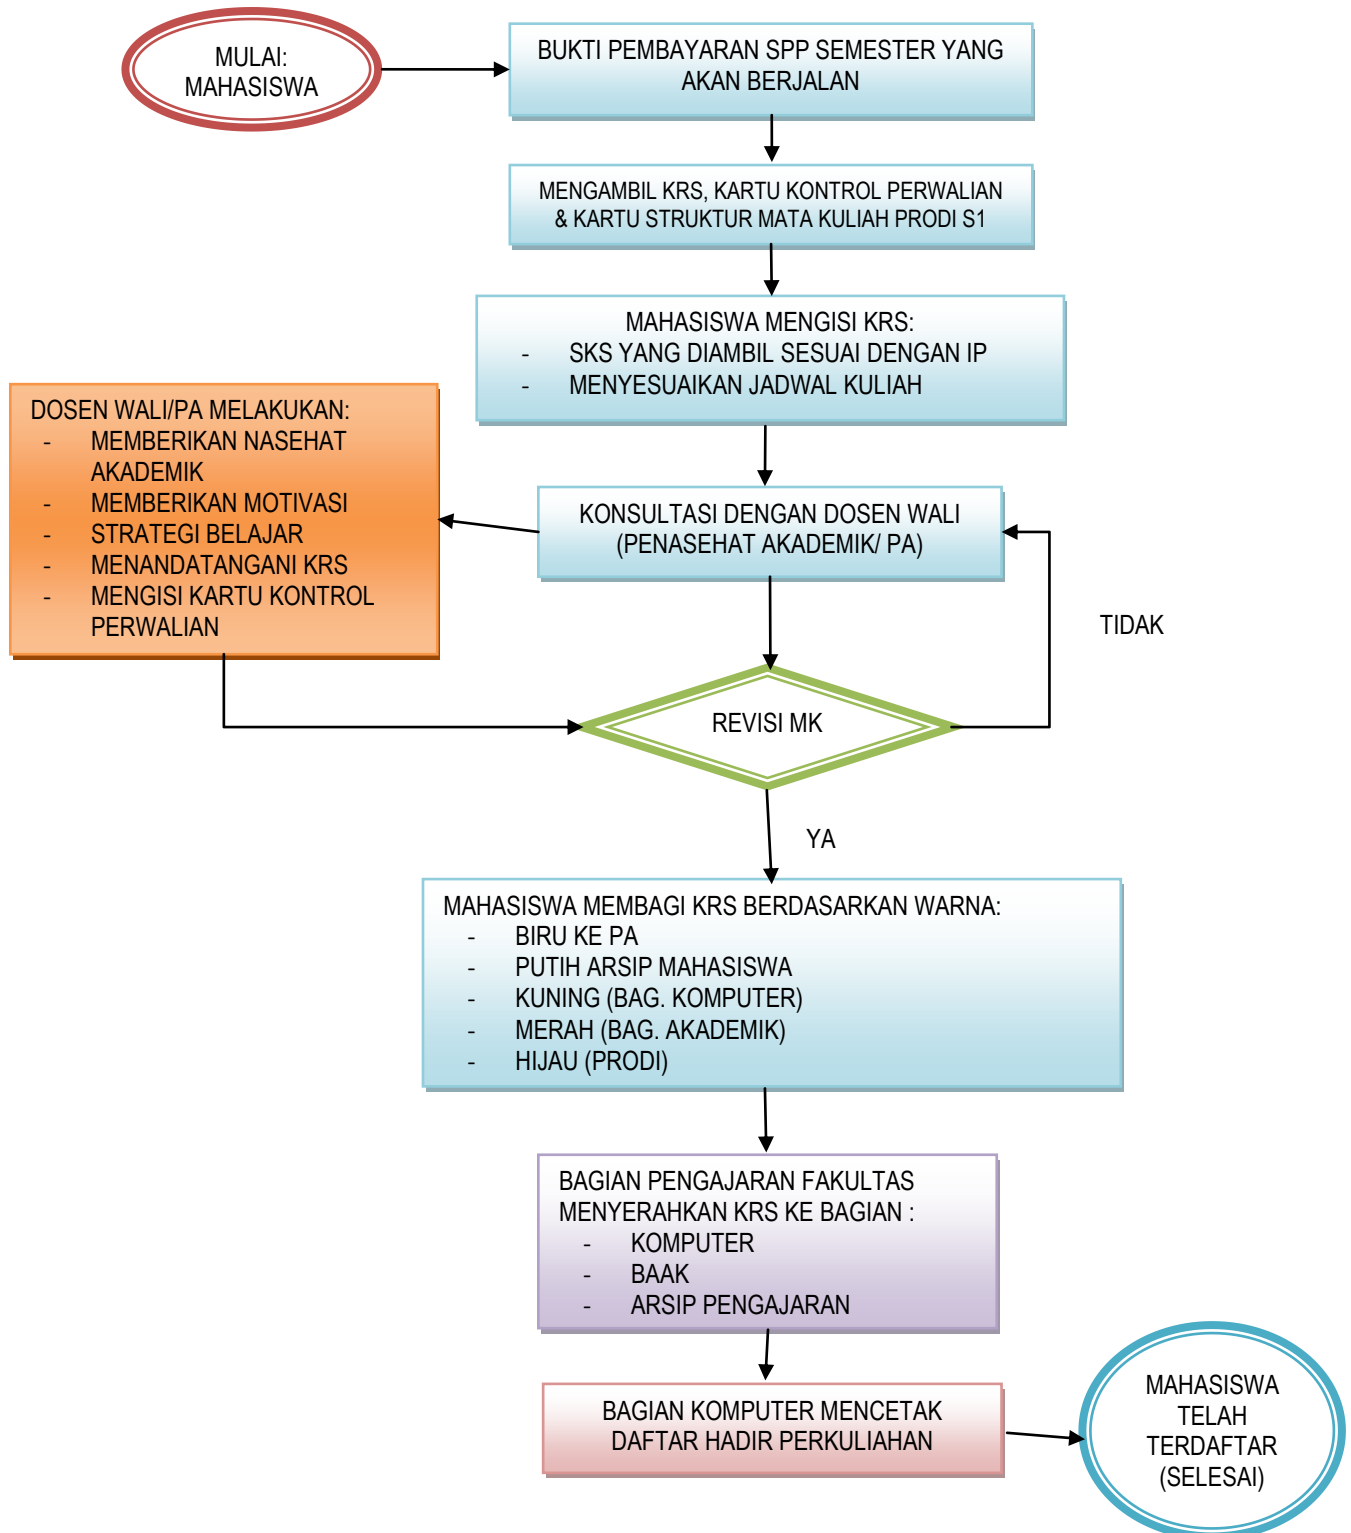 MULAI:
MAHASISWA
BUKTI PEMBAYARAN SPP SEMESTER YANG
AKAN BERJALAN
MENGAMBIL KRS, KARTU KONTROL PERWALIAN
& KARTU STRUKTUR MATA KULIAH PRODI S1
MAHASISWA MENGISI KRS:
- SKS YANG DIAMBIL SESUAI DENGAN IP
- MENYESUAIKAN JADWAL KULIAH
DOSEN WALI/PA MELAKUKAN:
- MEMBERIKAN NASEHAT
AKADEMIK
- MEMBERIKAN MOTIVASI
- STRATEGI BELAJAR
- MENANDATANGANI KRS
- MENGISI KARTU KONTROL
PERWALIAN
KONSULTASI DENGAN DOSEN WALI
(PENASEHAT AKADEMIK/ PA)
TIDAK
REVISI MK
YA
MAHASISWA MEMBAGI KRS BERDASARKAN WARNA:
- BIRU KE PA
- PUTIH ARSIP MAHASISWA
- KUNING (BAG. KOMPUTER)
- MERAH (BAG. AKADEMIK)
- HIJAU (PRODI)
BAGIAN PENGAJARAN FAKULTAS
MENYERAHKAN KRS KE BAGIAN :
- KOMPUTER
- BAAK
- ARSIP PENGAJARAN
BAGIAN KOMPUTER MENCETAK
DAFTAR HADIR PERKULIAHAN
MAHASISWA
TELAH
TERDAFTAR
(SELESAI)